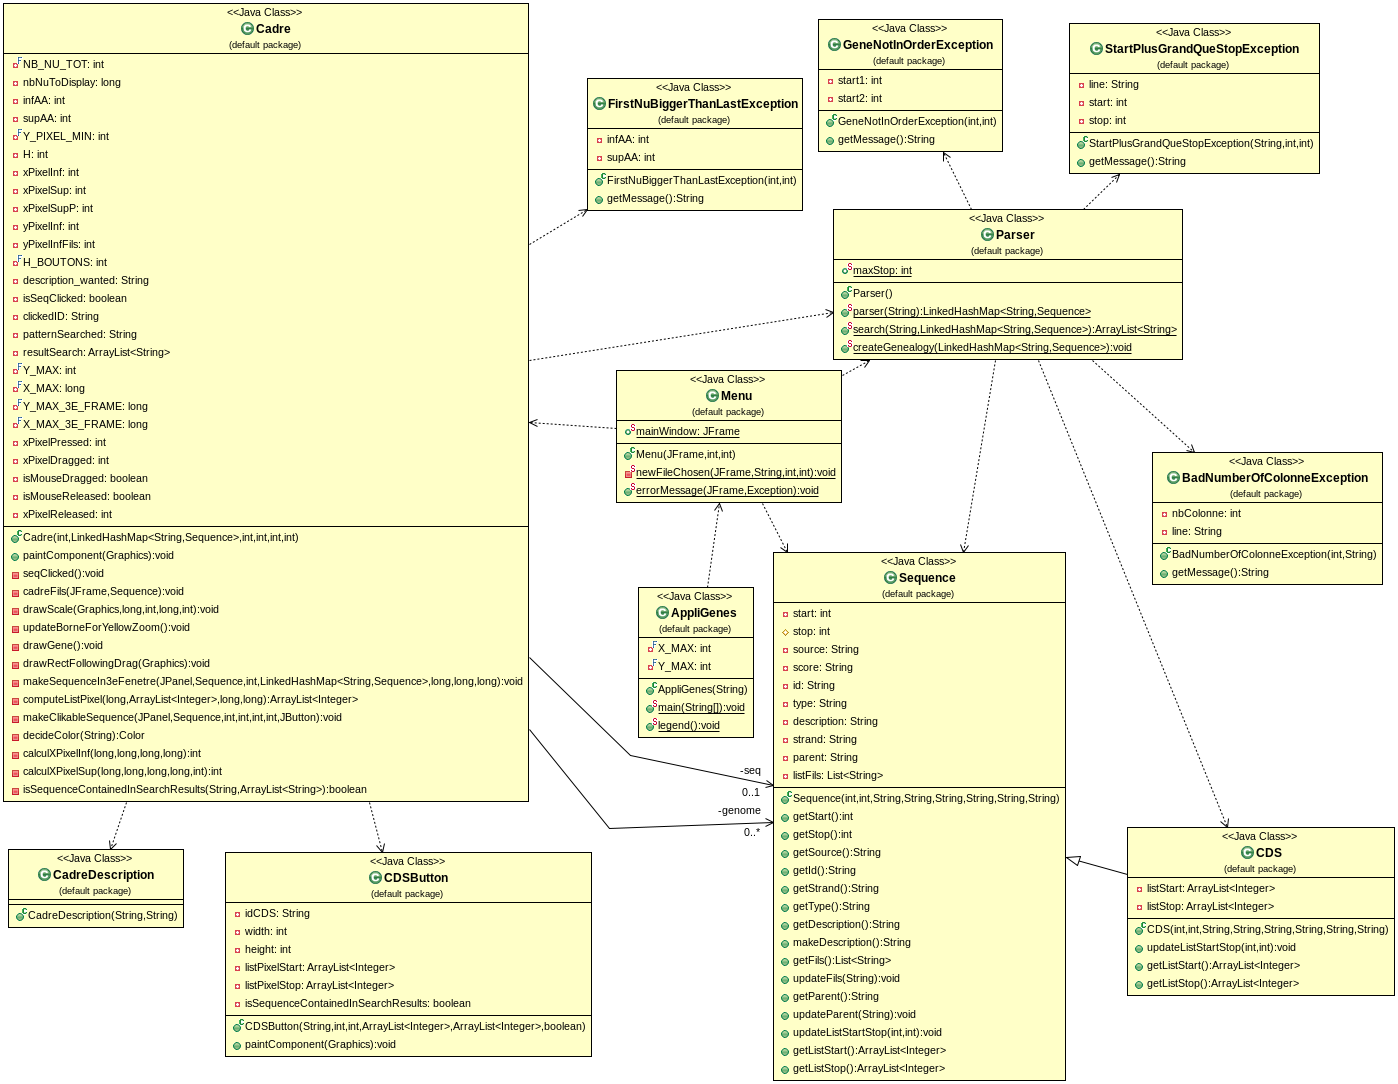 <<Java Class>>
Cadre
(default package)
NB_NU_TOT: int
nbNuToDisplay: long
infAA: int
supAA: int
Y_PIXEL_MIN: int
H: int
xPixelInf: int
xPixelSup: int
xPixelSupP: int
yPixelInf: int
yPixelInfFils: int
H_BOUTONS: int
description_wanted: String
isSeqClicked: boolean
clickedID: String
patternSearched: String
resultSearch: ArrayList<String>
Y_MAX: int
X_MAX: long
Y_MAX_3E_FRAME: long
X_MAX_3E_FRAME: long
xPixelPressed: int
xPixelDragged: int
isMouseDragged: boolean
isMouseReleased: boolean
xPixelReleased: int
Cadre(int,LinkedHashMap<String,Sequence>,int,int,int,int)
paintComponent(Graphics):void
seqClicked():void
cadreFils(JFrame,Sequence):void
drawScale(Graphics,long,int,long,int):void
updateBorneForYellowZoom():void
drawGene():void
drawRectFollowingDrag(Graphics):void
makeSequenceIn3eFenetre(JPanel,Sequence,int,LinkedHashMap<String,Sequence>,long,long,long):void
computeListPixel(long,ArrayList<Integer>,long,long):ArrayList<Integer>
makeClikableSequence(JPanel,Sequence,int,int,int,int,JButton):void
decideColor(String):Color
calculXPixelInf(long,long,long,long):int
calculXPixelSup(long,long,long,long,int):int
isSequenceContainedInSearchResults(String,ArrayList<String>):boolean
<<Java Class>>
FirstNuBiggerThanLastException
(default package)
infAA: int
supAA: int
FirstNuBiggerThanLastException(int,int)
getMessage():String
<<Java Class>>
GeneNotInOrderException
(default package)
start1: int
start2: int
GeneNotInOrderException(int,int)
getMessage():String
<<Java Class>>
StartPlusGrandQueStopException
(default package)
line: String
start: int
stop: int
StartPlusGrandQueStopException(String,int,int)
getMessage():String
<<Java Class>>
Parser
(default package)
maxStop: int
Parser()
parser(String):LinkedHashMap<String,Sequence>
search(String,LinkedHashMap<String,Sequence>):ArrayList<String>
createGenealogy(LinkedHashMap<String,Sequence>):void
<<Java Class>>
Menu
(default package)
mainWindow: JFrame
Menu(JFrame,int,int)
newFileChosen(JFrame,String,int,int):void
errorMessage(JFrame,Exception):void
<<Java Class>>
BadNumberOfColonneException
(default package)
nbColonne: int
line: String
BadNumberOfColonneException(int,String)
getMessage():String
<<Java Class>>
AppliGenes
(default package)
X_MAX: int
Y_MAX: int
AppliGenes(String)
main(String[]):void
legend():void
<<Java Class>>
Sequence
(default package)
start: int
stop: int
source: String
score: String
id: String
type: String
description: String
strand: String
parent: String
listFils: List<String>
Sequence(int,int,String,String,String,String,String,String)
getStart():int
getStop():int
getSource():String
getId():String
getStrand():String
getType():String
getDescription():String
makeDescription():String
getFils():List<String>
updateFils(String):void
getParent():String
updateParent(String):void
updateListStartStop(int,int):void
getListStart():ArrayList<Integer>
getListStop():ArrayList<Integer>
-seq
0..1
-genome
0..*
<<Java Class>>
CadreDescription
(default package)
CadreDescription(String,String)
<<Java Class>>
CDSButton
(default package)
idCDS: String
width: int
height: int
listPixelStart: ArrayList<Integer>
listPixelStop: ArrayList<Integer>
isSequenceContainedInSearchResults: boolean
CDSButton(String,int,int,ArrayList<Integer>,ArrayList<Integer>,boolean)
paintComponent(Graphics):void
<<Java Class>>
CDS
(default package)
listStart: ArrayList<Integer>
listStop: ArrayList<Integer>
CDS(int,int,String,String,String,String,String,String)
updateListStartStop(int,int):void
getListStart():ArrayList<Integer>
getListStop():ArrayList<Integer>